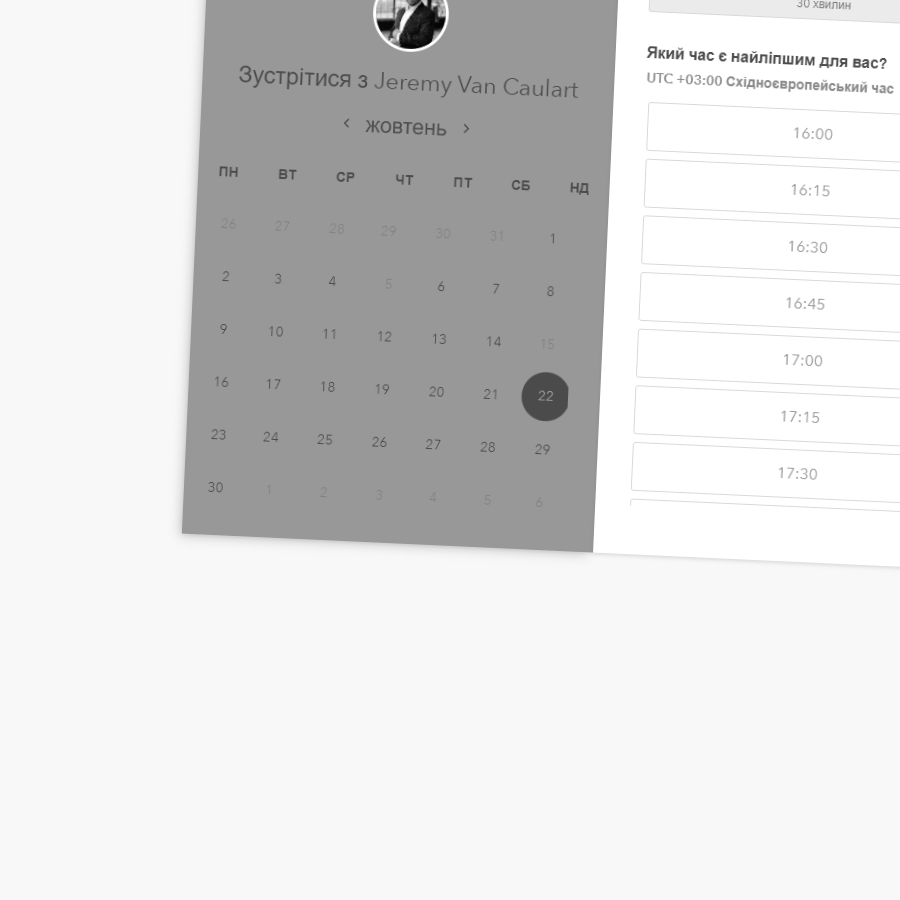 Зустрітися з Jeremy Van Caulart
‹ жовтень ›
ПН ВТ СР ЧТ ПТ СБ НД
26 27 28 29 30 31 1
2 3 4 5 6 7 8
9 10 11 12 13 14 15
16 17 18 19 20 21 22
23 24 25 26 27 28 29
30 1 2 3 4 5 6
30 хвилин
Який час є найліпшим для вас?
UTC +03:00 Східноєвропейський час
16:00
16:15
16:30
16:45
17:00
17:15
17:30